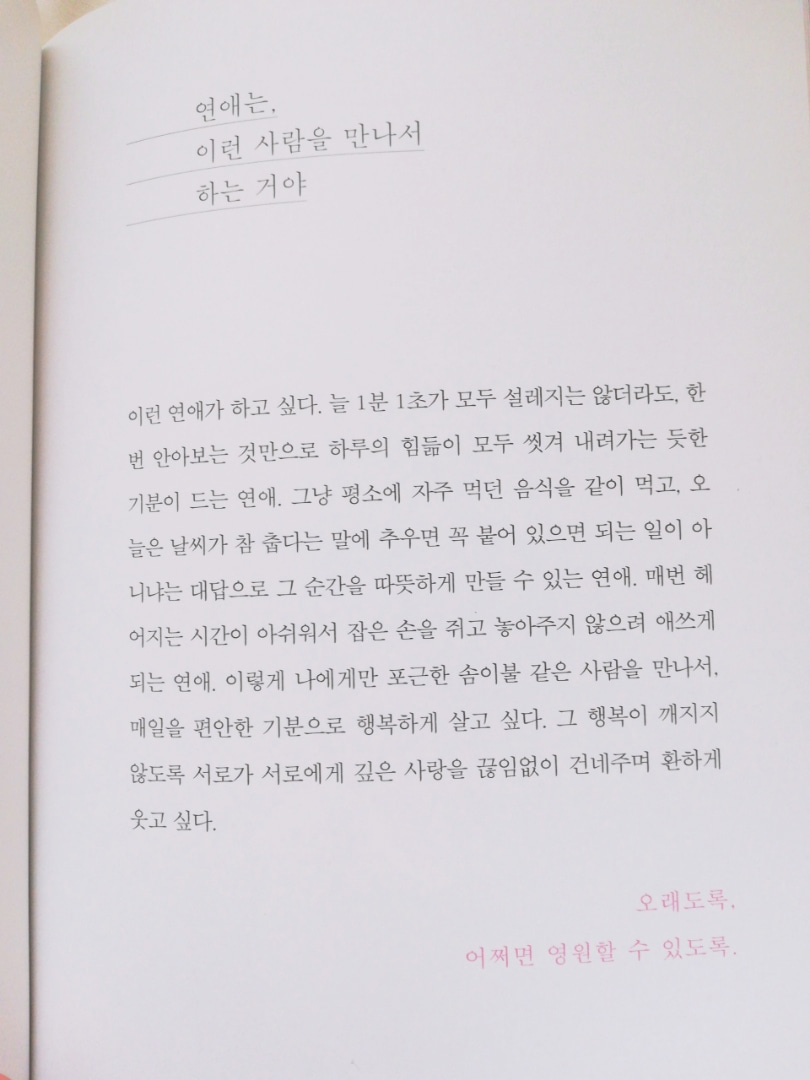 연애는,
이런 사람을 만나서
하는 거야
이런 연애가 하고 싶다. 늘 1분 1초가 모두 설레지는 않더라도, 한
번 안아보는 것만으로 하루의 힘듦이 모두 씻겨 내려가는 듯한
기분이 드는 연애. 그냥 평소에 자주 먹던 음식을 같이 먹고, 오
늘은 날씨가 참 춥다는 말에 추우면 꼭 붙어 있으면 되는 일이 아
니냐는 대답으로 그 순간을 따뜻하게 만들 수 있는 연애. 매번 헤
어지는 시간이 아쉬워서 잡은 손을 쥐고 놓아주지 않으려 애쓰게
되는 연애. 이렇게 나에게만 포근한 솜이불 같은 사람을 만나서,
매일을 편안한 기분으로 행복하게 살고 싶다. 그 행복이 깨지지
않도록 서로가 서로에게 깊은 사랑을 끊임없이 건네주며 환하게
웃고 싶다.
오래도록,
어쩌면 영원할 수 있도록.